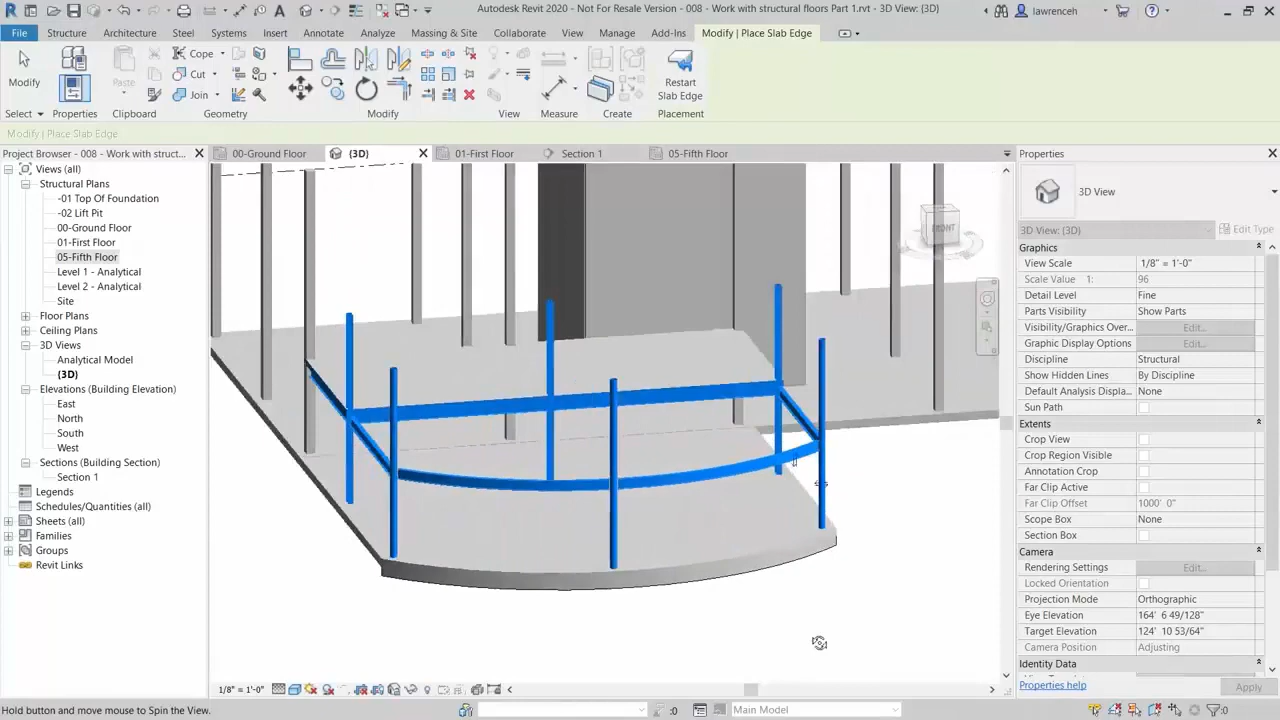 Autodesk Revit 2020 - Not For Resale Version - 008 - Work with structural floors Part 1.rvt - 3D View: {3D}
lawrenceh
File Structure Architecture Steel Systems Insert Annotate Analyze Massing & Site Collaborate View Manage Add-Ins Modify | Place Slab Edge
Modify
Paste
Cope
Cut
Join
Restart
Slab Edge
Select Properties Clipboard Geometry Modify View Measure Create Placement
Modify | Place Slab Edge
Project Browser - 008 - Work with struct...
00-Ground Floor {3D} 01-First Floor Section 1 05-Fifth Floor
Properties
Views (all)
Structural Plans
-01 Top Of Foundation
-02 Lift Pit
00-Ground Floor
01-First Floor
05-Fifth Floor
Level 1 - Analytical
Level 2 - Analytical
Site
Floor Plans
Ceiling Plans
3D Views
Analytical Model
{3D}
Elevations (Building Elevation)
East
North
South
West
Sections (Building Section)
Section 1
Legends
Schedules/Quantities (all)
Sheets (all)
Families
Groups
Revit Links
FRONT
3D View
3D View: {3D} Edit Type
Graphics
View Scale 1/8" = 1'-0"
Scale Value 1: 96
Detail Level Fine
Parts Visibility Show Parts
Visibility/Graphics Over... Edit...
Graphic Display Options Edit...
Discipline Structural
Show Hidden Lines By Discipline
Default Analysis Displa... None
Sun Path
Extents
Crop View
Crop Region Visible
Annotation Crop
Far Clip Active
Far Clip Offset 1000' 0"
Scope Box None
Section Box
Camera
Rendering Settings Edit...
Locked Orientation
Projection Mode Orthographic
Eye Elevation 164' 6 49/128"
Target Elevation 124' 10 53/64"
Camera Position Adjusting
Identity Data
Properties help Apply
1/8" = 1'-0"
Hold button and move mouse to Spin the View.
:0
Main Model
:0